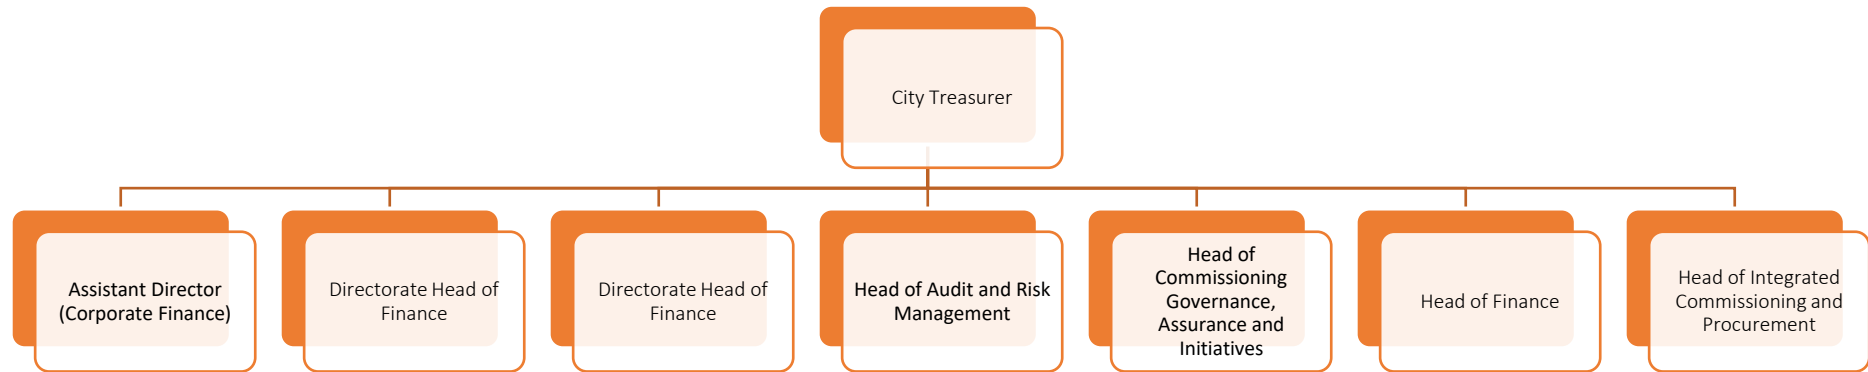 City Treasurer
Assistant Director
(Corporate Finance)
Directorate Head of
Finance
Directorate Head of
Finance
Head of Audit and Risk
Management
Head of
Commissioning
Governance,
Assurance and
Initiatives
Head of Finance
Head of Integrated
Commissioning and
Procurement